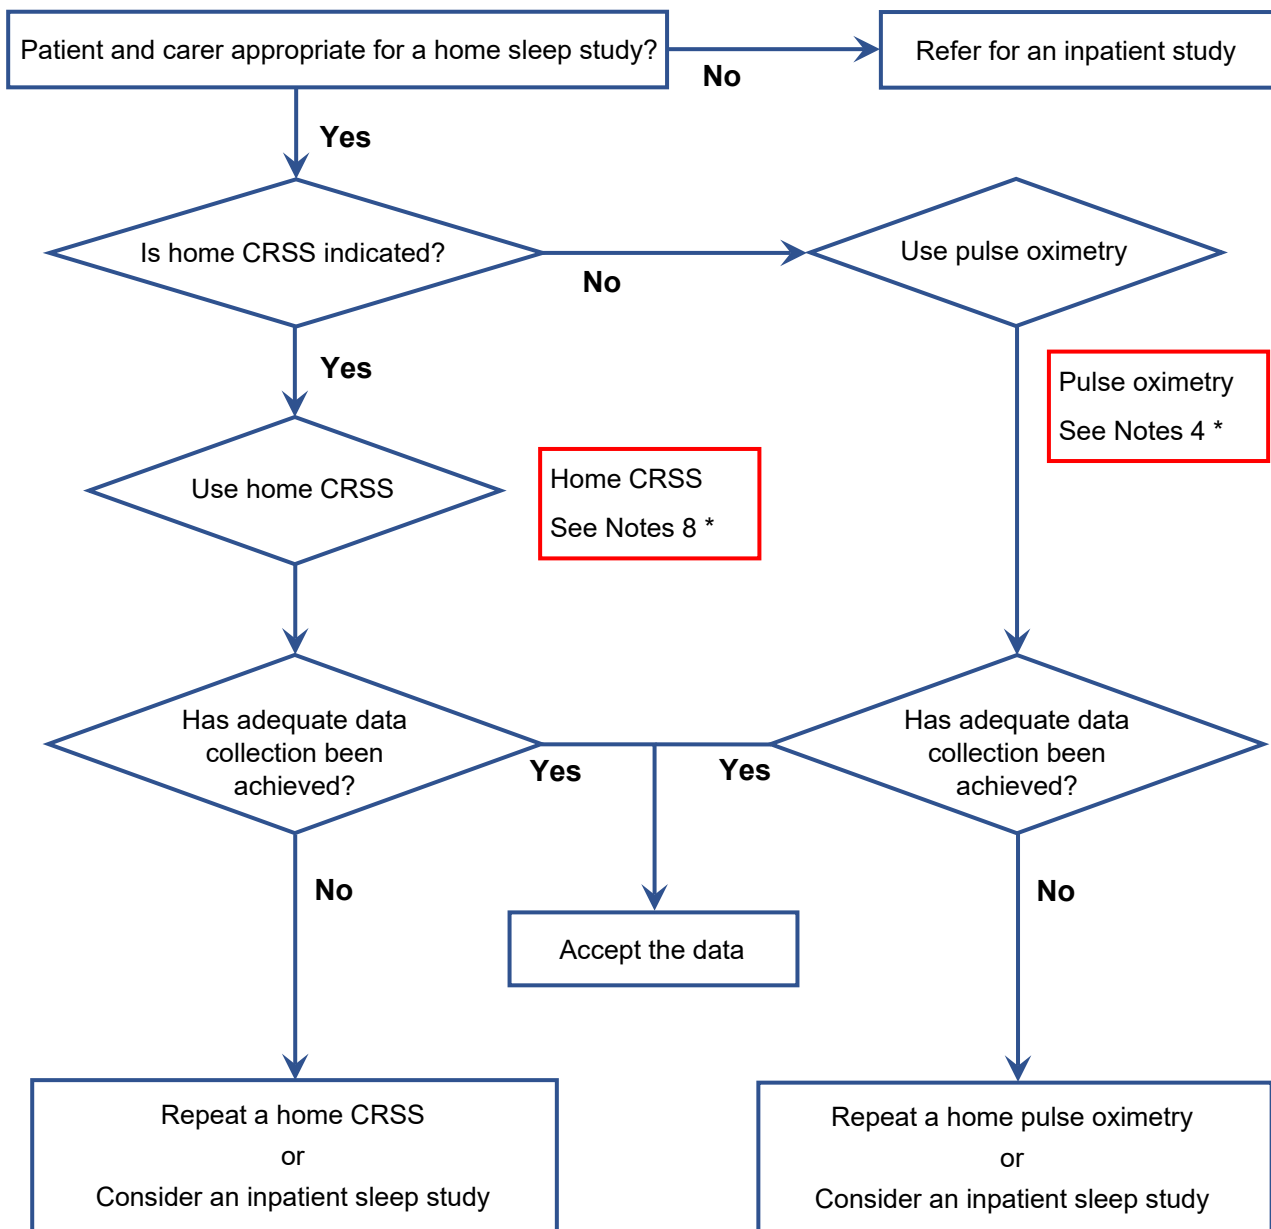 Patient and carer appropriate for a home sleep study?
No
Refer for an inpatient study
Yes
Is home CRSS indicated?
No
Use pulse oximetry
Yes
Pulse oximetry
See Notes 4 *
Use home CRSS
Home CRSS
See Notes 8 *
Has adequate data
collection been
achieved?
Yes
Yes
Has adequate data
collection been
achieved?
No
No
Accept the data
Repeat a home CRSS
or
Consider an inpatient sleep study
Repeat a home pulse oximetry
or
Consider an inpatient sleep study